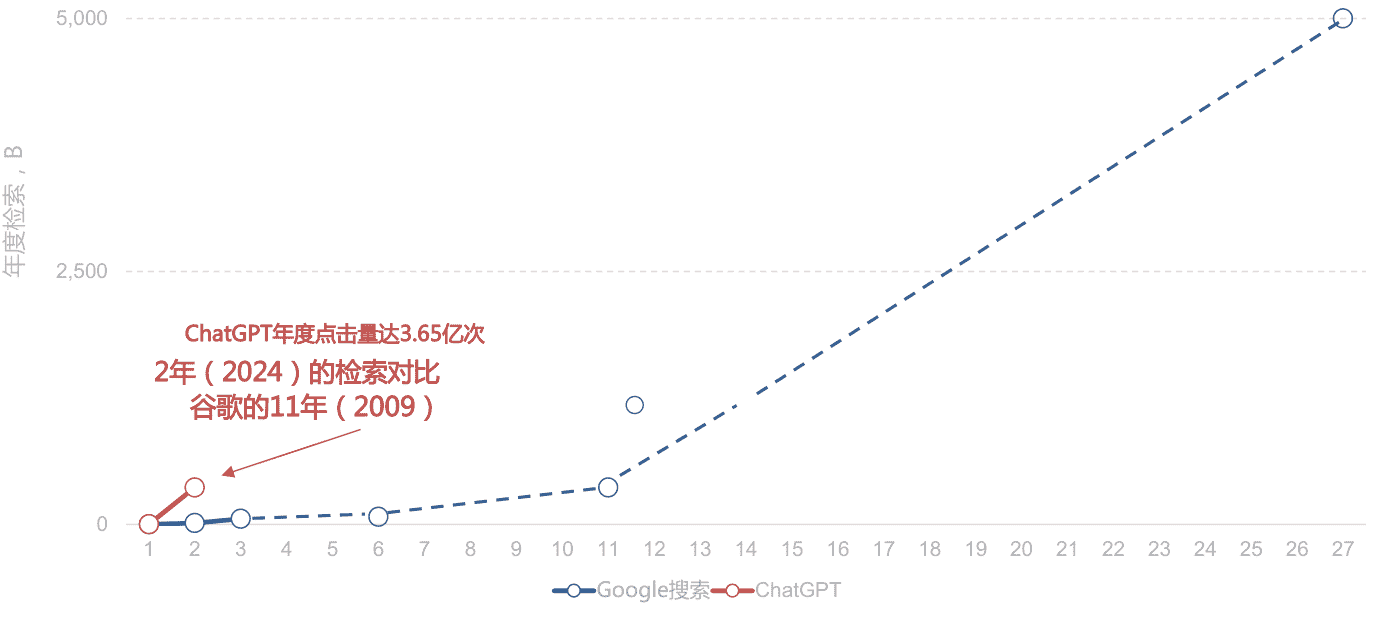 5,000
年度检索，B
2,500
ChatGPT年度点击量达3.65亿次
2年（2024）的检索对比
谷歌的11年（2009）
0
1 2 3 4 5 6 7 8 9 10 11 12 13 14 15 16 17 18 19 20 21 22 23 24 25 26 27
Google搜索 ChatGPT